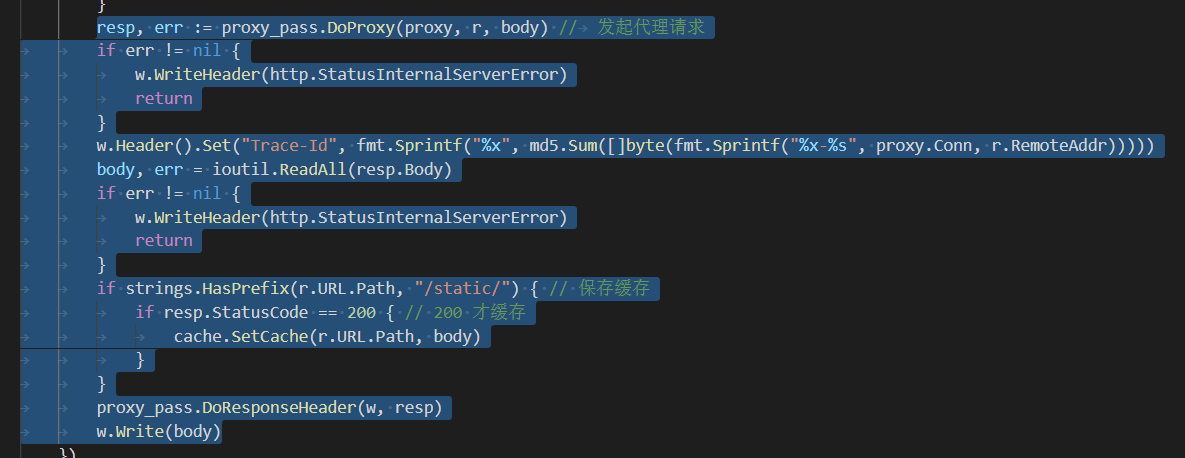 }
resp, err := proxy_pass.DoProxy(proxy, r, body) // 发起代理请求
if err != nil {
w.WriteHeader(http.StatusInternalServerError)
return
}
w.Header().Set("Trace-Id", fmt.Sprintf("%x", md5.Sum([]byte(fmt.Sprintf("%x-%s", proxy.Conn, r.RemoteAddr)))))
body, err = ioutil.ReadAll(resp.Body)
if err != nil {
w.WriteHeader(http.StatusInternalServerError)
return
}
if strings.HasPrefix(r.URL.Path, "/static/") { // 保存缓存
if resp.StatusCode == 200 { // 200 才缓存
cache.SetCache(r.URL.Path, body)
}
}
proxy_pass.DoResponseHeader(w, resp)
w.Write(body)
})